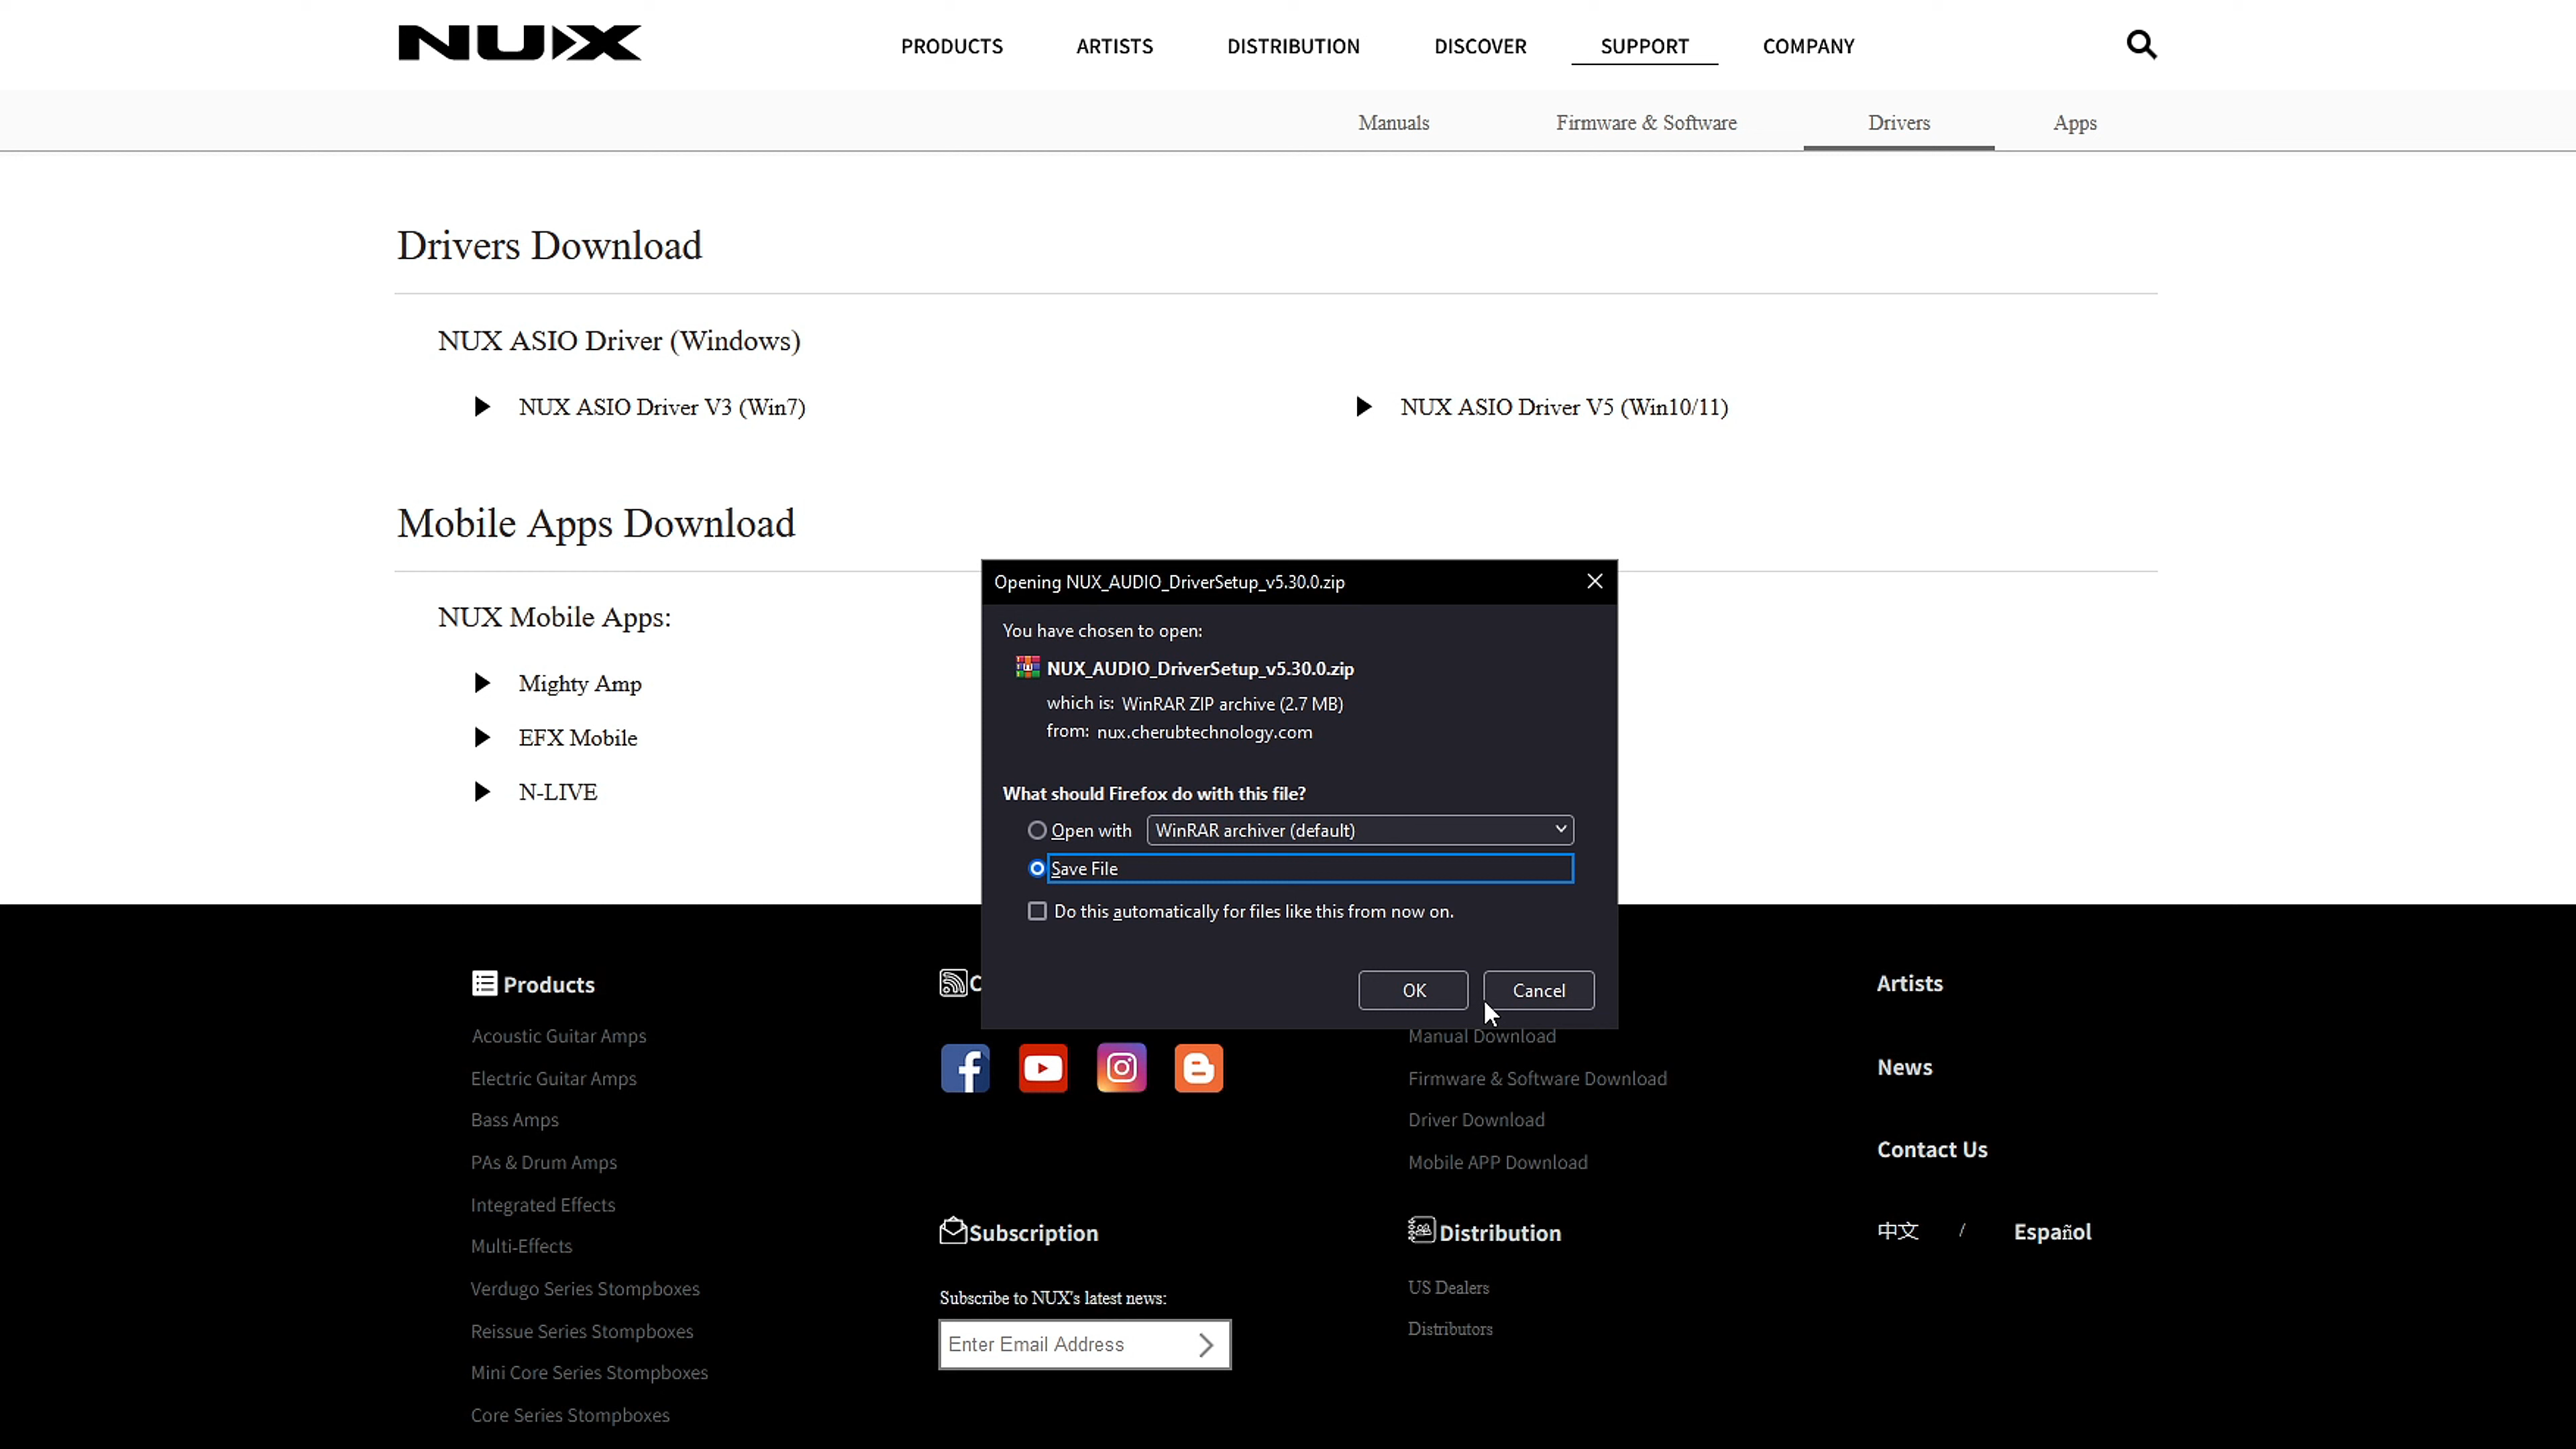 NUX
PRODUCTS
ARTISTS
DISTRIBUTION
DISCOVER
SUPPORT
COMPANY
Manuals
Firmware & Software
Drivers
Apps
Drivers Download
NUX ASIO Driver (Windows)
NUX ASIO Driver V3 (Win7)
NUX ASIO Driver V5 (Win10/11)
Mobile Apps Download
NUX Mobile Apps:
Mighty Amp
EFX Mobile
N-LIVE
Opening NUX_AUDIO_DriverSetup_v5.30.0.zip
You have chosen to open:
NUX_AUDIO_DriverSetup_v5.30.0.zip
which is: WinRAR ZIP archive (2.7 MB)
from: nux.cherubtechnology.com
What should Firefox do with this file?
Open with
WinRAR archiver (default)
Save File
Do this automatically for files like this from now on.
OK
Cancel
Products
Acoustic Guitar Amps
Electric Guitar Amps
Bass Amps
PAs & Drum Amps
Integrated Effects
Multi-Effects
Verdugo Series Stompboxes
Reissue Series Stompboxes
Mini Core Series Stompboxes
Core Series Stompboxes
Subscription
Subscribe to NUX's latest news:
Enter Email Address
Manual Download
Firmware & Software Download
Driver Download
Mobile APP Download
Distribution
US Dealers
Distributors
Artists
News
Contact Us
中文 / Español